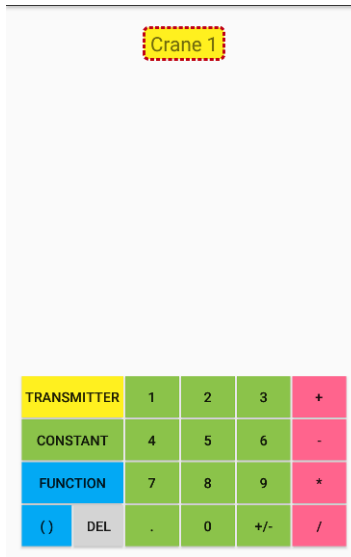 Crane 1
TRANSMITTER 1 2 3 +
CONSTANT 4 5 6 -
FUNCTION 7 8 9 *
( ) DEL . 0 +/- /